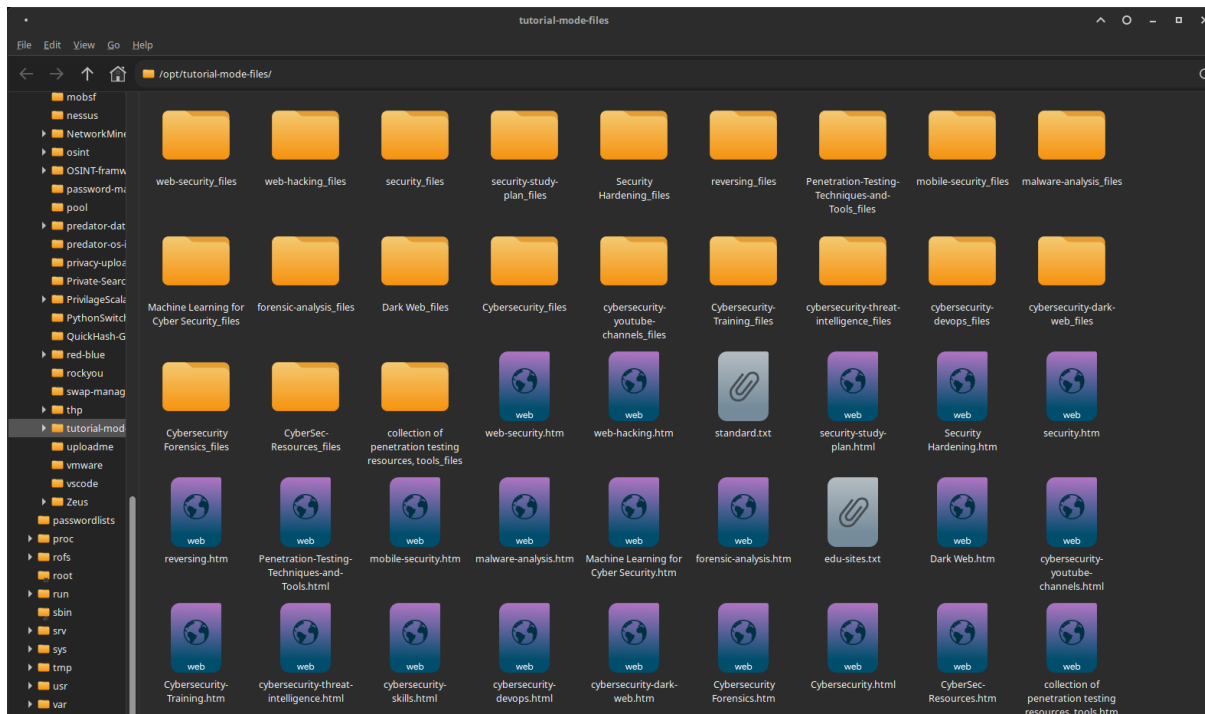 tutorial-mode-files
File Edit View Go Help
/opt/tutorial-mode-files/
mobsf
nessus
NetworkMine
osint
OSINT-framw
password-ma
pool
predator-dat
predator-os-i
privacy-uploa
Private-Searc
PrivilageScala
PythonSwitch
QuickHash-G
red-blue
rockyou
swap-manag
thp
tutorial-mod
uploadme
vmware
vscode
Zeus
passwordlists
proc
rofs
root
run
sbin
srv
sys
tmp
usr
var
web-security_files
web-hacking_files
security_files
security-study-
plan_files
Security
Hardening_files
reversing_files
Penetration-Testing-
Techniques-and-
Tools_files
mobile-security_files
malware-analysis_files
Machine Learning for
Cyber Security_files
forensic-analysis_files
Dark Web_files
Cybersecurity_files
cybersecurity-
youtube-
channels_files
Cybersecurity-
Training_files
cybersecurity-threat-
intelligence_files
cybersecurity-
devops_files
cybersecurity-dark-
web_files
Cybersecurity
Forensics_files
CyberSec-
Resources_files
collection of
penetration testing
resources, tools_files
web
web-security.htm
web
web-hacking.htm
standard.txt
web
security-study-
plan.html
web
Security
Hardening.htm
web
security.htm
web
reversing.htm
web
Penetration-Testing-
Techniques-and-
Tools.html
web
mobile-security.htm
web
malware-analysis.htm
web
Machine Learning for
Cyber Security.htm
web
forensic-analysis.htm
edu-sites.txt
web
Dark Web.htm
web
cybersecurity-
youtube-
channels.html
web
Cybersecurity-
Training.htm
web
cybersecurity-threat-
intelligence.html
web
cybersecurity-
skills.html
web
cybersecurity-
devops.html
web
cybersecurity-dark-
web.htm
web
Cybersecurity
Forensics.htm
web
Cybersecurity.html
web
CyberSec-
Resources.htm
web
collection of
penetration testing
resources, tools.htm